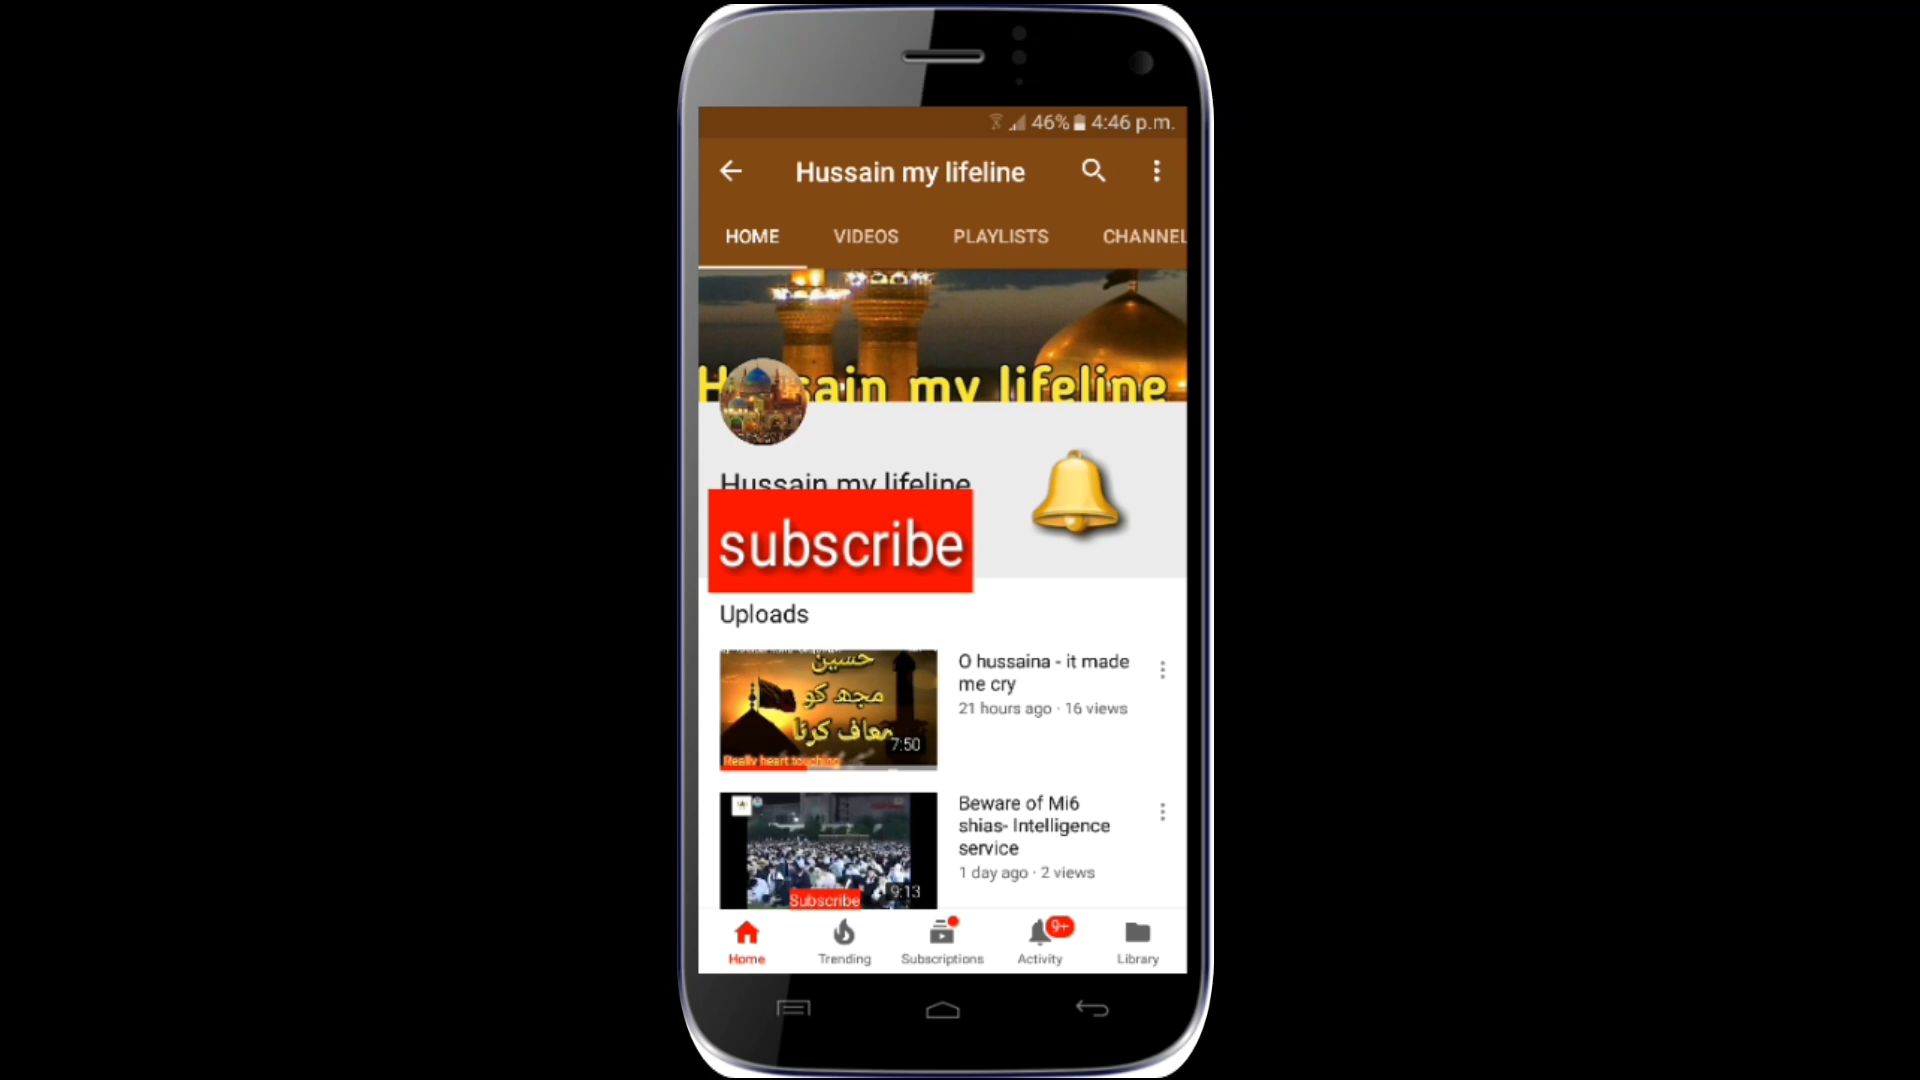 46% 4:46 p.m.
Hussain my lifeline
HOME VIDEOS PLAYLISTS CHANNEL
sain my lifeline
Hussain my lifeline
subscribe
Uploads
حسین
مجھ کو
معاف کرنا
7:50
Really heart touching
O hussaina - it made
me cry
21 hours ago · 16 views
9:13
Subscribe
Beware of Mi6
shias- Intelligence
service
1 day ago · 2 views
9+
Home Trending Subscriptions Activity Library